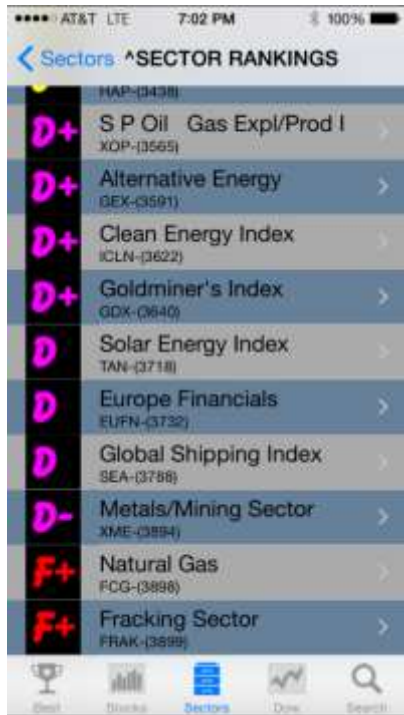 AT&T LTE 7:02 PM 100%
Sectors ^SECTOR RANKINGS
HAP-(3438)
D+ S P Oil Gas Expl/Prod I
XOP-(3565)
D+ Alternative Energy
GEX-(3591)
D+ Clean Energy Index
ICLN-(3622)
D+ Goldminer's Index
GDX-(3640)
D Solar Energy Index
TAN-(3718)
D Europe Financials
EUFN-(3732)
D Global Shipping Index
SEA-(3788)
D- Metals/Mining Sector
XME-(3894)
F+ Natural Gas
FCG-(3898)
F+ Fracking Sector
FRAK-(3899)
Best Stocks Sectors Dow Search